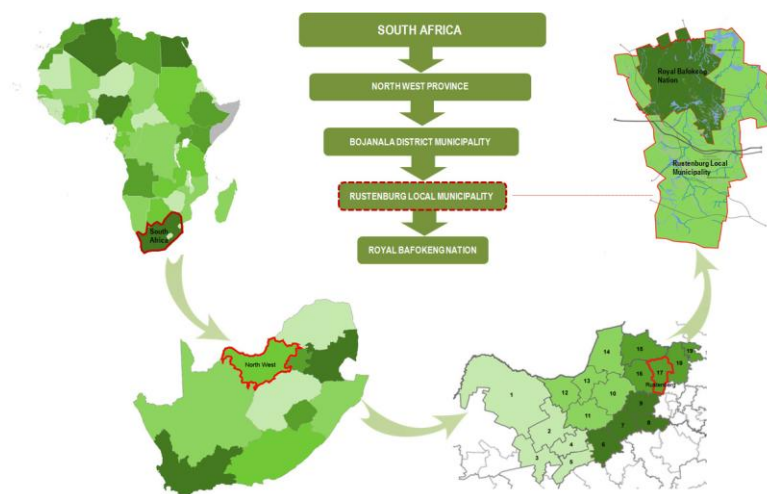 SOUTH AFRICA
NORTH WEST PROVINCE
BOJANALA DISTRICT MUNICIPALITY
RUSTENBURG LOCAL MUNICIPALITY
ROYAL BAFOKENG NATION
South
Africa
Royal Bafokeng
Nation
Rustenburg Local
Municipality
North West
1
2
3
4
5
6
7
8
9
10
11
12
13
14
15
16
17
18
19
Rustenburg